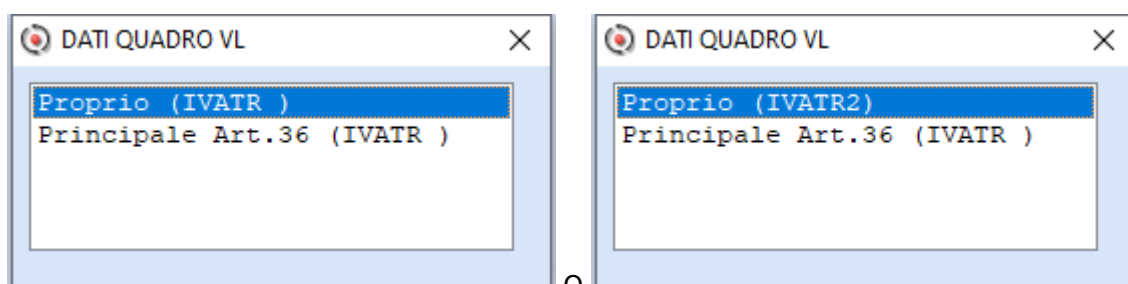 DATI QUADRO VL
Proprio (IVATR )
Principale Art.36 (IVATR )
o
DATI QUADRO VL
Proprio (IVATR2)
Principale Art.36 (IVATR )